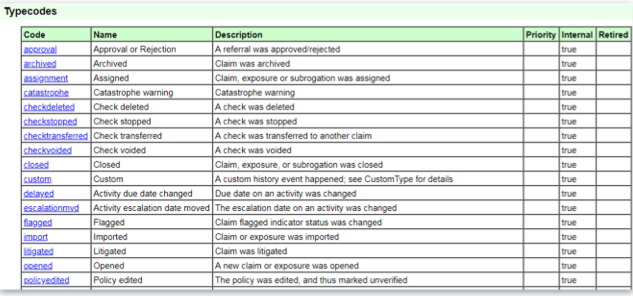 Typecodes
Code Name Description Priority Internal Retired
approval Approval or Rejection A referral was approved/rejected true
archived Archived Claim was archived true
assignment Assigned Claim, exposure or subrogation was assigned true
catastrophe Catastrophe warning Catastrophe warning true
checkdeleted Check deleted A check was deleted true
checkstopped Check stopped A check was stopped true
checktransferred Check transferred A check was transferred to another claim true
checkvoided Check voided A check was voided true
closed Closed Claim, exposure, or subrogation was closed true
custom Custom A custom history event happened; see CustomType for details true
delayed Activity due date changed Due date on an activity was changed true
escalationmvd Activity escalation date moved The escalation date on an activity was changed true
flagged Flagged Claim flagged indicator status was changed true
import Imported Claim or exposure was imported true
litigated Litigated Claim was litigated true
opened Opened A new claim or exposure was opened true
policyedited Policy edited The policy was edited, and thus marked unverified true